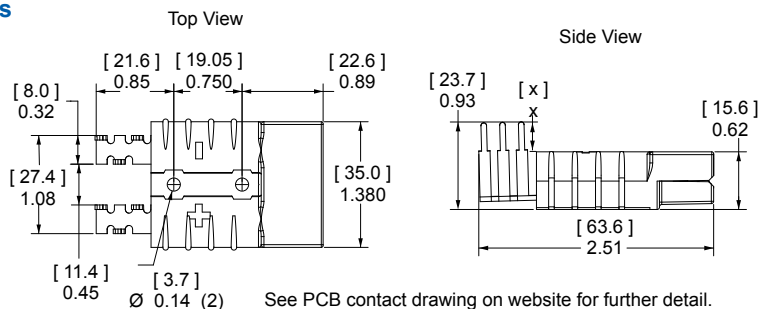 s
Top View
Side View
[ 21.6 ]
0.85
[ 19.05 ]
0.750
[ 22.6 ]
0.89
[ 8.0 ]
0.32
[ 27.4 ]
1.08
[ 35.0 ]
1.380
[ 11.4 ]
0.45
[ 3.7 ]
Ø 0.14 (2)
[ 23.7 ]
0.93
[ x ]
x
[ 15.6 ]
0.62
[ 63.6 ]
2.51
See PCB contact drawing on website for further detail.